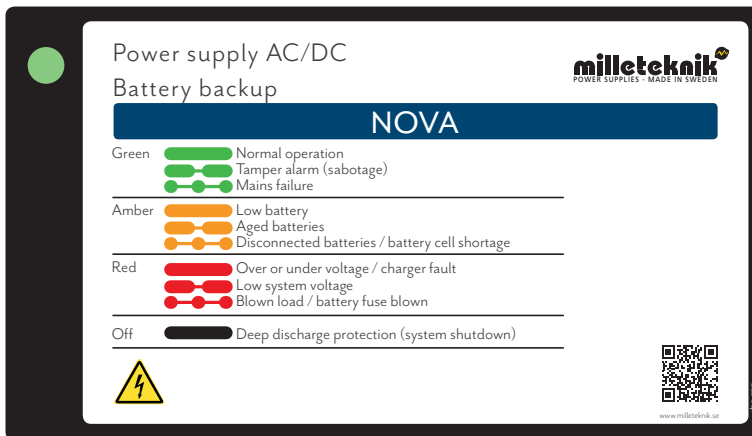 Power supply AC/DC
Battery backup
milleteknik
POWER SUPPLIES - MADE IN SWEDEN
NOVA
Green Normal operation
Tamper alarm (sabotage)
Mains failure
Amber Low battery
Aged batteries
Disconnected batteries / battery cell shortage
Red Over or under voltage / charger fault
Low system voltage
Blown load / battery fuse blown
Off Deep discharge protection (system shutdown)
www.milleteknik.se